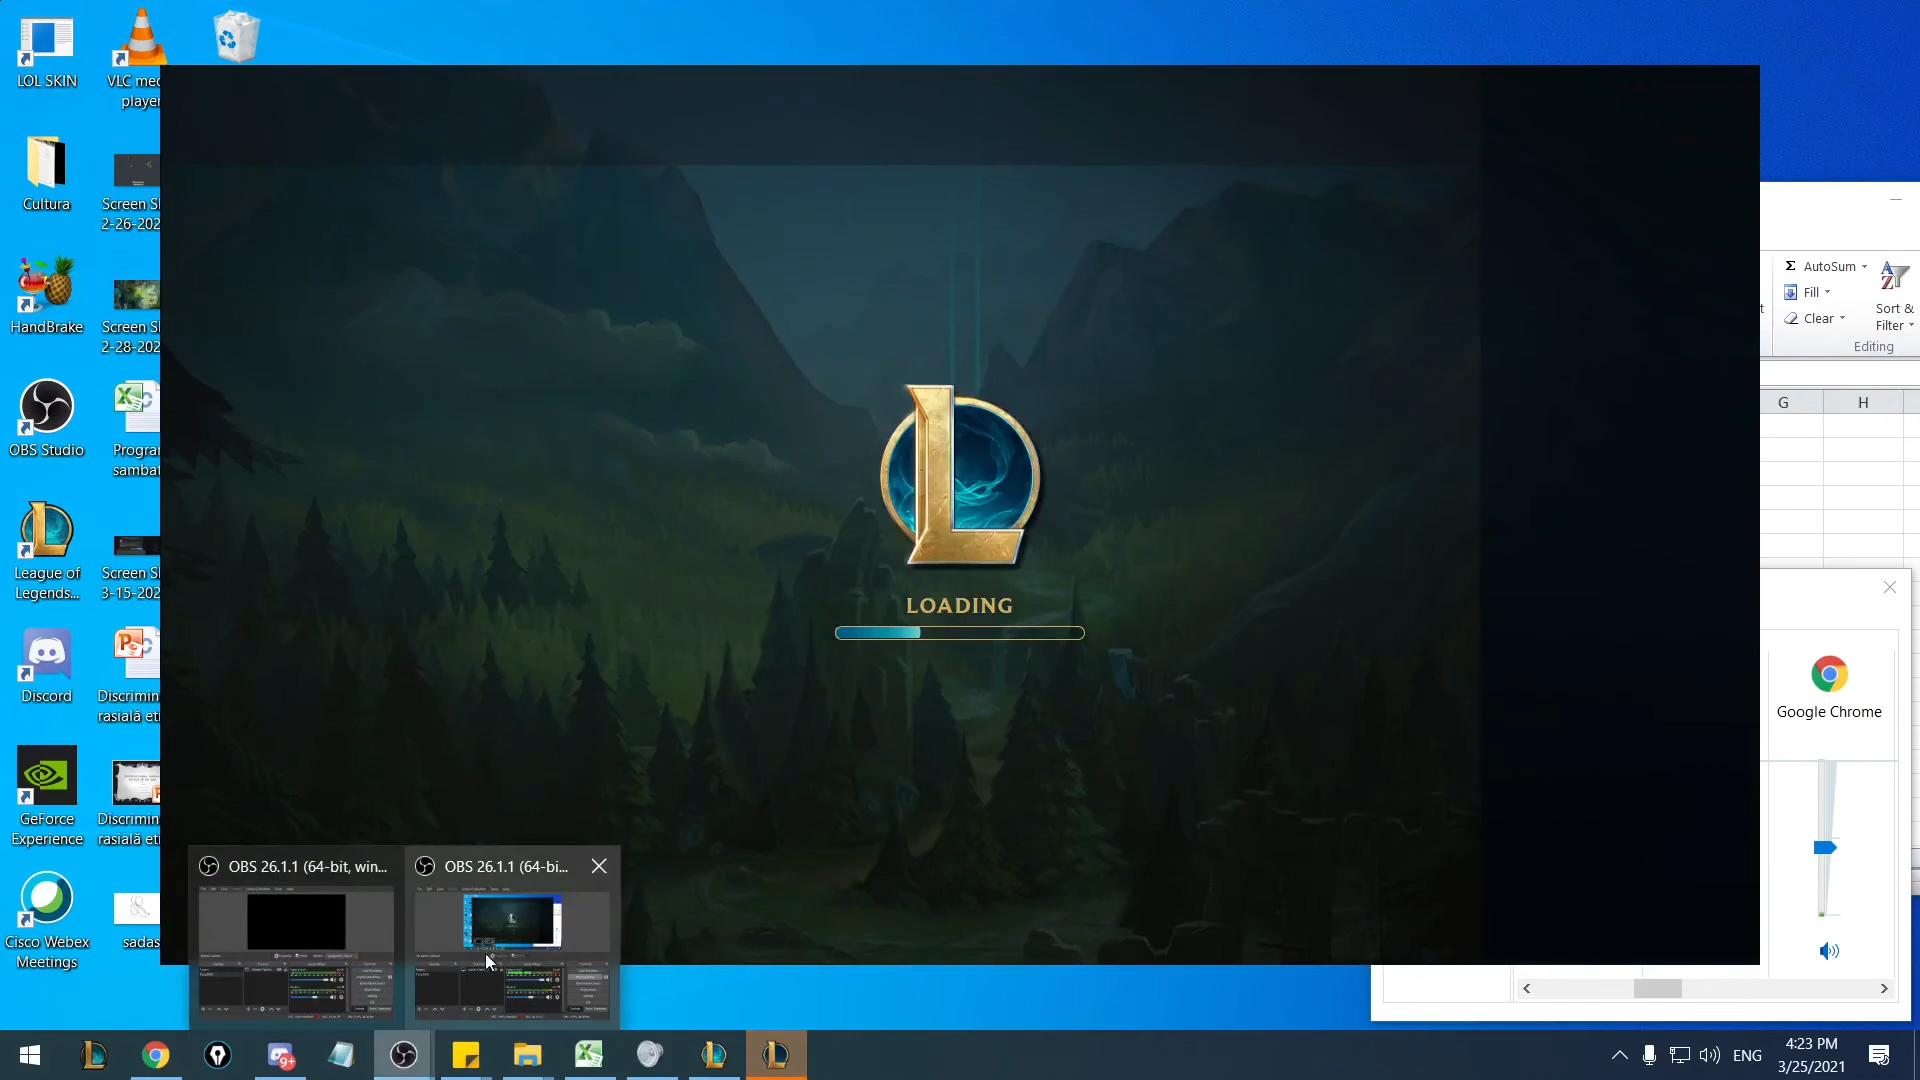 LOL SKIN
VLC med
player
Cultura
Screen S
2-26-202
HandBrake
Screen S
2-28-202
OBS Studio
Progra
sambat
League of
Legends...
Screen S
3-15-202
Discord
Discrimin
rasială et
GeForce
Experience
Discrimin
rasială et
Cisco Webex
Meetings
sadas
LOADING
Σ AutoSum
Fill
Clear
Sort &
Filter
Editing
G H
Google Chrome
OBS 26.1.1 (64-bit, win...
OBS 26.1.1 (64-bi...
9+
ENG
4:23 PM
3/25/2021